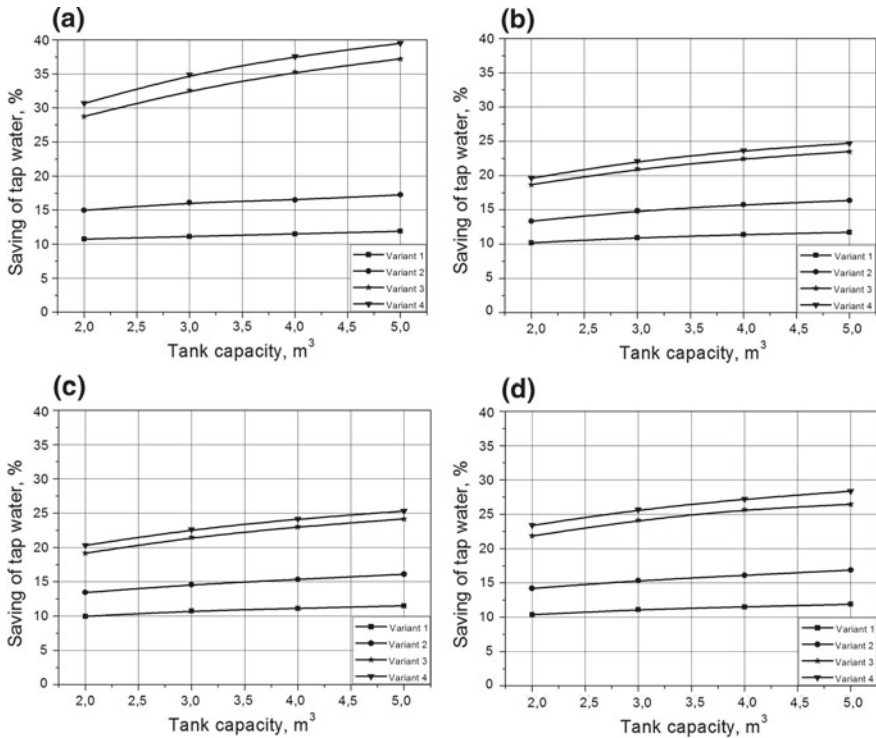 (a)
Saving of tap water, %
40
35
30
25
20
15
10
5
0
2,0 2,5 3,0 3,5 4,0 4,5 5,0
Tank capacity, m³
Variant 1
Variant 2
Variant 3
Variant 4
(b)
Saving of tap water, %
40
35
30
25
20
15
10
5
0
2,0 2,5 3,0 3,5 4,0 4,5 5,0
Tank capacity, m³
Variant 1
Variant 2
Variant 3
Variant 4
(c)
Saving of tap water, %
40
35
30
25
20
15
10
5
0
2,0 2,5 3,0 3,5 4,0 4,5 5,0
Tank capacity, m³
Variant 1
Variant 2
Variant 3
Variant 4
(d)
Saving of tap water, %
40
35
30
25
20
15
10
5
0
2,0 2,5 3,0 3,5 4,0 4,5 5,0
Tank capacity, m³
Variant 1
Variant 2
Variant 3
Variant 4